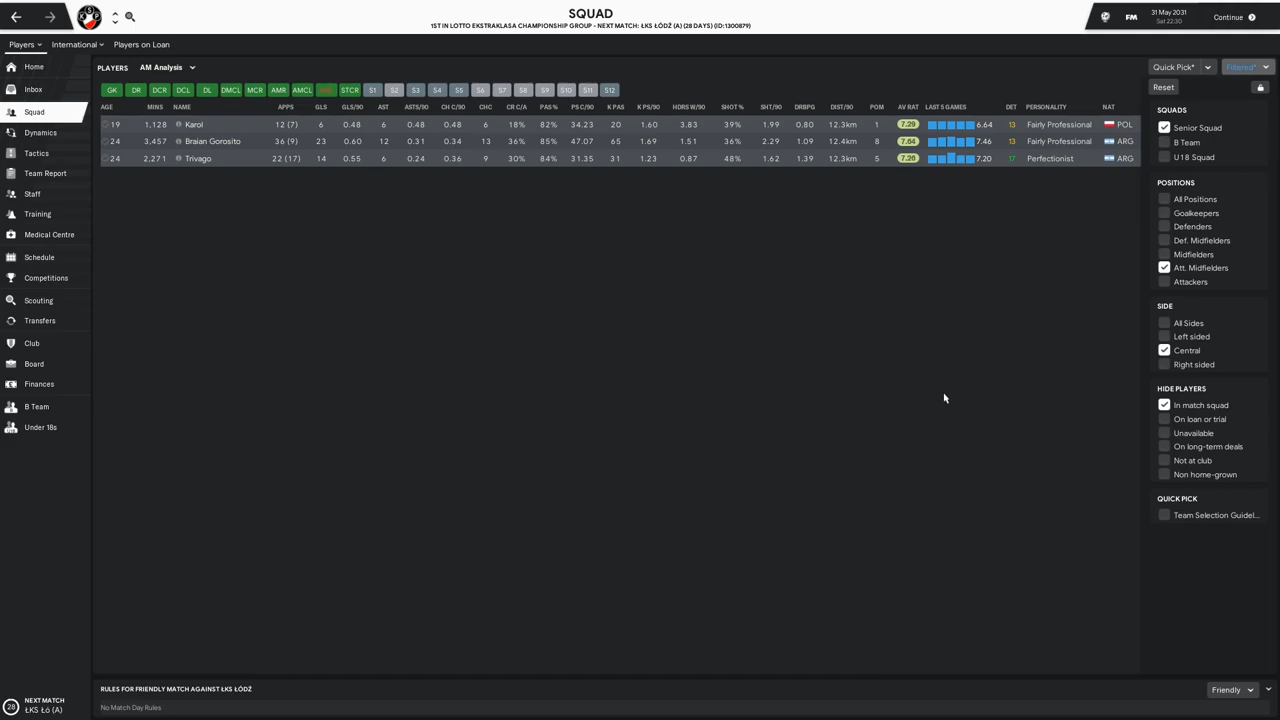 SQUAD
1ST IN LOTTO EKSTRAKLASA CHAMPIONSHIP GROUP - NEXT MATCH: ŁKS ŁÓDŹ (A) (28 DAYS) (ID:1300879)
31 May 2031
Sat 22:30
FM
Continue
Players
International
Players on Loan
Home
Inbox
Squad
Dynamics
Tactics
Team Report
Staff
Training
Medical Centre
Schedule
Competitions
Scouting
Transfers
Club
Board
Finances
B Team
Under 18s
28
NEXT MATCH
ŁKS Łó (A)
PLAYERS AM Analysis
GK DR DCR DCL DL DMCL MCR AMR AMCL STCR S1 S2 S3 S4 S5 S6 S7 S8 S9 S10 S11 S12
AGE MINS NAME APPS GLS GLS/90 AST ASTS/90 CH C/90 CHC CR C/A PAS % PS C/90 K PAS K PS/90 HDRS W/90 SHOT % SHT/90 DRBPG DIST/90 POM AV RAT LAST 5 GAMES DET PERSONALITY NAT
19 1,128 Karol 12 (7) 6 0.48 6 0.48 0.48 6 18% 82% 34.23 20 1.60 3.83 39% 1.99 0.80 12.3km 1 7.29 6.64 13 Fairly Professional POL
24 3,457 Braian Gorosito 36 (9) 23 0.60 12 0.31 0.34 13 36% 85% 47.07 65 1.69 1.51 36% 2.29 1.09 12.4km 8 7.64 7.46 13 Fairly Professional ARG
24 2,271 Trivago 22 (17) 14 0.55 6 0.24 0.36 9 30% 84% 31.35 31 1.23 0.87 48% 1.62 1.39 12.3km 5 7.26 7.20 17 Perfectionist ARG
Quick Pick*
Filtered*
Reset
SQUADS
Senior Squad
B Team
U18 Squad
POSITIONS
All Positions
Goalkeepers
Defenders
Def. Midfielders
Midfielders
Att. Midfielders
Attackers
SIDE
All Sides
Left sided
Central
Right sided
HIDE PLAYERS
In match squad
On loan or trial
Unavailable
On long-term deals
Not at club
Non home-grown
QUICK PICK
Team Selection Guidel...
RULES FOR FRIENDLY MATCH AGAINST ŁKS ŁÓDŹ
Friendly
No Match Day Rules